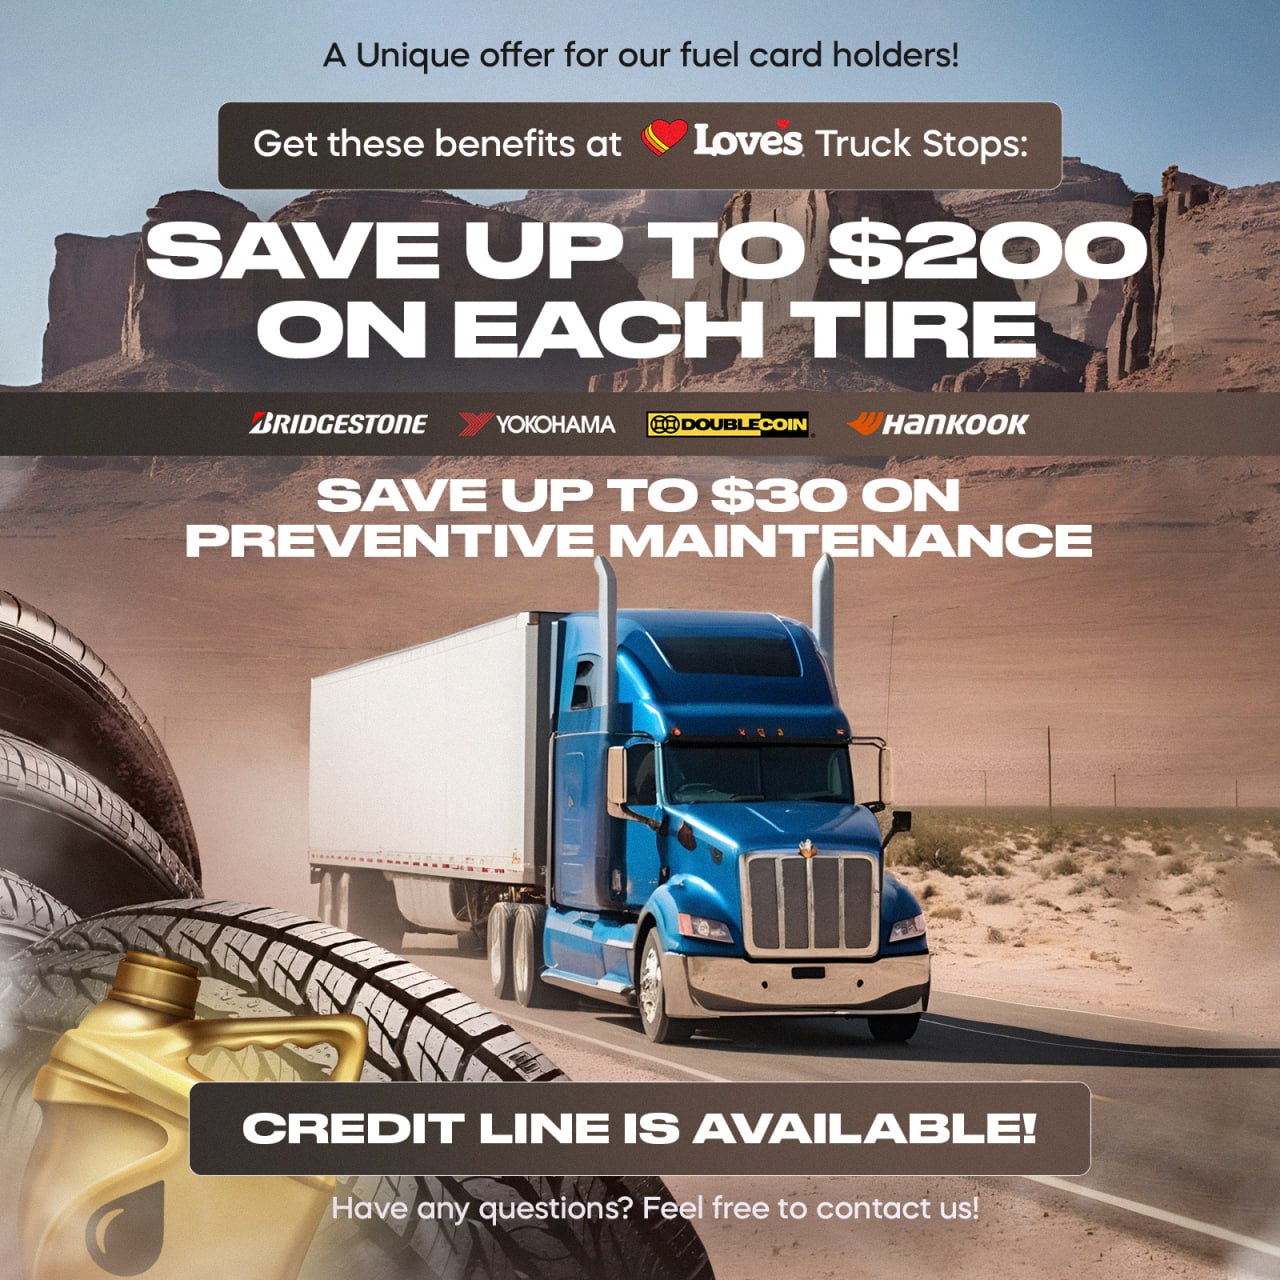 A Unique offer for our fuel card holders!
Get these benefits at Love's Truck Stops:
SAVE UP TO $200
ON EACH TIRE
BRIDGESTONE YOKOHAMA DOUBLECOIN HANKOOK
SAVE UP TO $30 ON
PREVENTIVE MAINTENANCE
CREDIT LINE IS AVAILABLE!
Have any questions? Feel free to contact us!